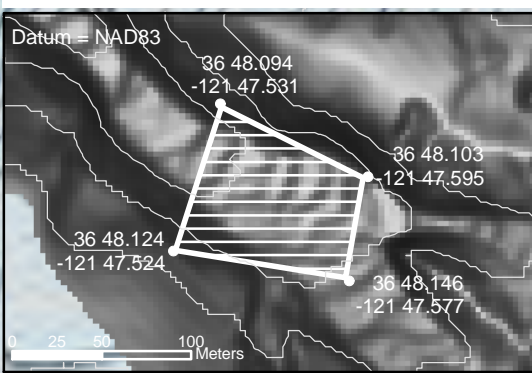 Datum = NAD83
36 48.094
-121 47.531
36 48.103
-121 47.595
36 48.124
-121 47.524
36 48.146
-121 47.577
0 25 50 100
Meters